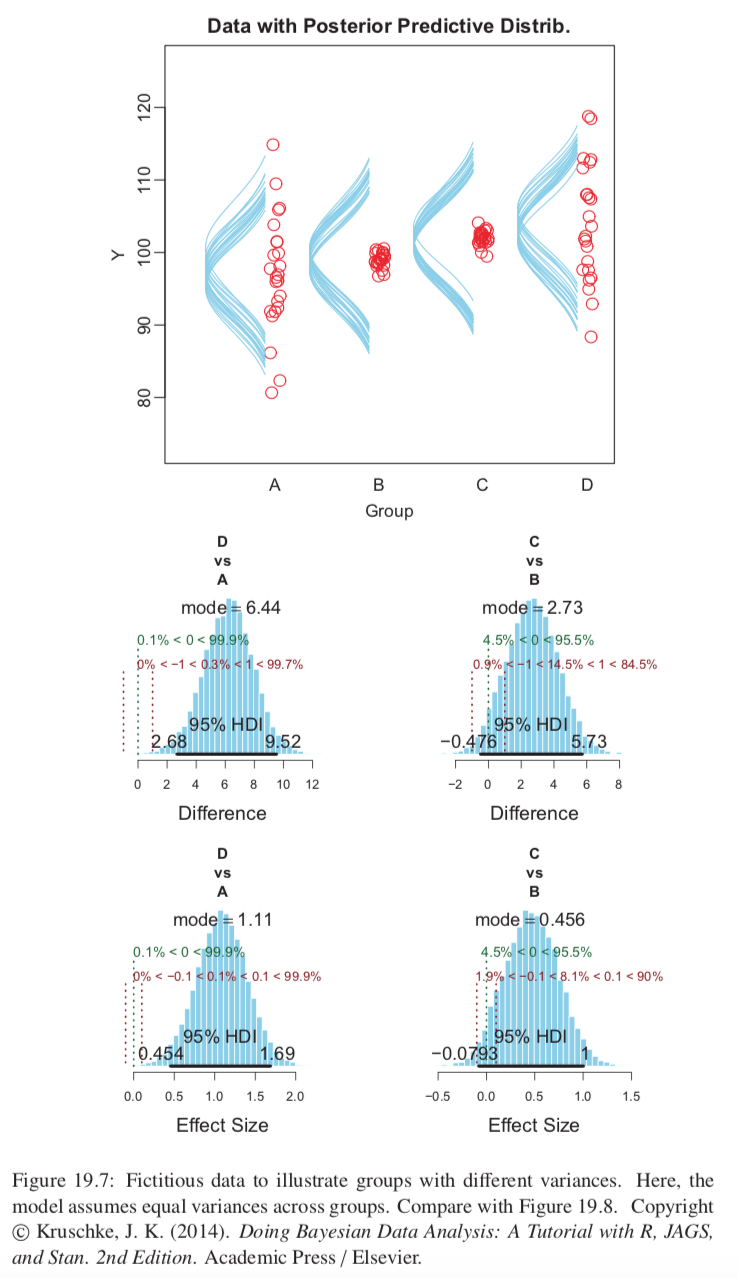 Data with Posterior Predictive Distrib.
120
110
100
90
80
Y
A B C D
Group
D
vs
A
mode = 6.44
0.1% < 0 < 99.9%
0% < −1 < 0.3% < 1 < 99.7%
95% HDI
2.68 9.52
0 2 4 6 8 10 12
Difference
C
vs
B
mode = 2.73
4.5% < 0 < 95.5%
0.9% < −1 < 14.5% < 1 < 84.5%
95% HDI
−0.476 5.73
−2 0 2 4 6 8
Difference
D
vs
A
mode = 1.11
0.1% < 0 < 99.9%
0% < −0.1 < 0.1% < 0.1 < 99.9%
95% HDI
0.454 1.69
0.0 0.5 1.0 1.5 2.0
Effect Size
C
vs
B
mode = 0.456
4.5% < 0 < 95.5%
1.9% < −0.1 < 8.1% < 0.1 < 90%
95% HDI
−0.0793 1
−0.5 0.0 0.5 1.0 1.5
Effect Size
Figure 19.7: Fictitious data to illustrate groups with different variances. Here, the
model assumes equal variances across groups. Compare with Figure 19.8. Copyright
© Kruschke, J. K. (2014). Doing Bayesian Data Analysis: A Tutorial with R, JAGS,
and Stan. 2nd Edition. Academic Press / Elsevier.